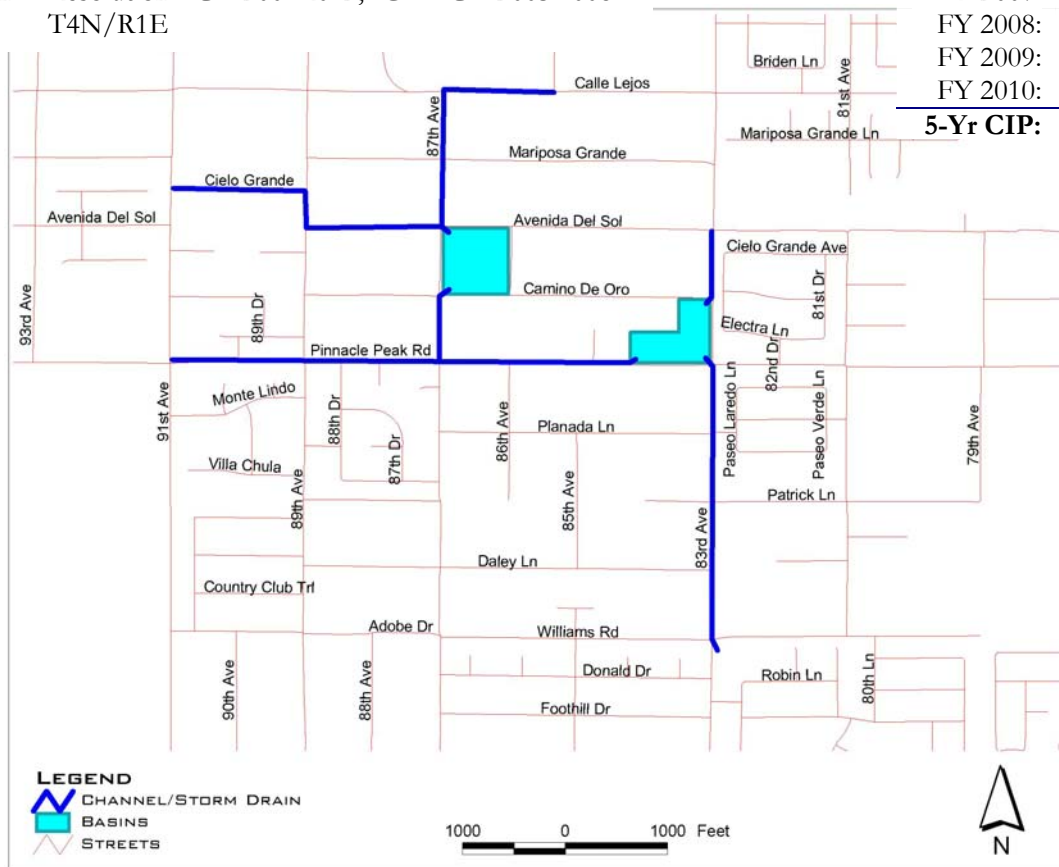 T4N/R1E
FY 2008:
FY 2009:
FY 2010:
5-Yr CIP:
Briden Ln
81st Ave
Calle Lejos
87th Ave
Mariposa Grande Ln
Mariposa Grande
Cielo Grande
Avenida Del Sol
Avenida Del Sol
Cielo Grande Ave
93rd Ave
89th Dr
Camino De Oro
81st Dr
Electra Ln
82nd Dr
Pinnacle Peak Rd
91st Ave
Monte Lindo
88th Dr
87th Dr
86th Ave
Planada Ln
Paseo Laredo Ln
Paseo Verde Ln
79th Ave
Villa Chula
89th Ave
85th Ave
Patrick Ln
83rd Ave
Daley Ln
Country Club Trl
Adobe Dr
Williams Rd
90th Ave
88th Ave
Donald Dr
Robin Ln
80th Ln
Foothill Dr
LEGEND
CHANNEL/STORM DRAIN
BASINS
STREETS
1000 0 1000 Feet
N